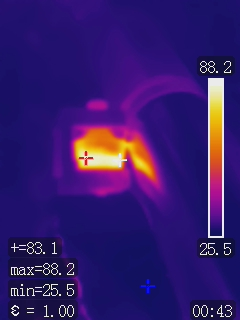 88.2
25.5
+=83.1
max=88.2
min=25.5
ε = 1.00
00:43